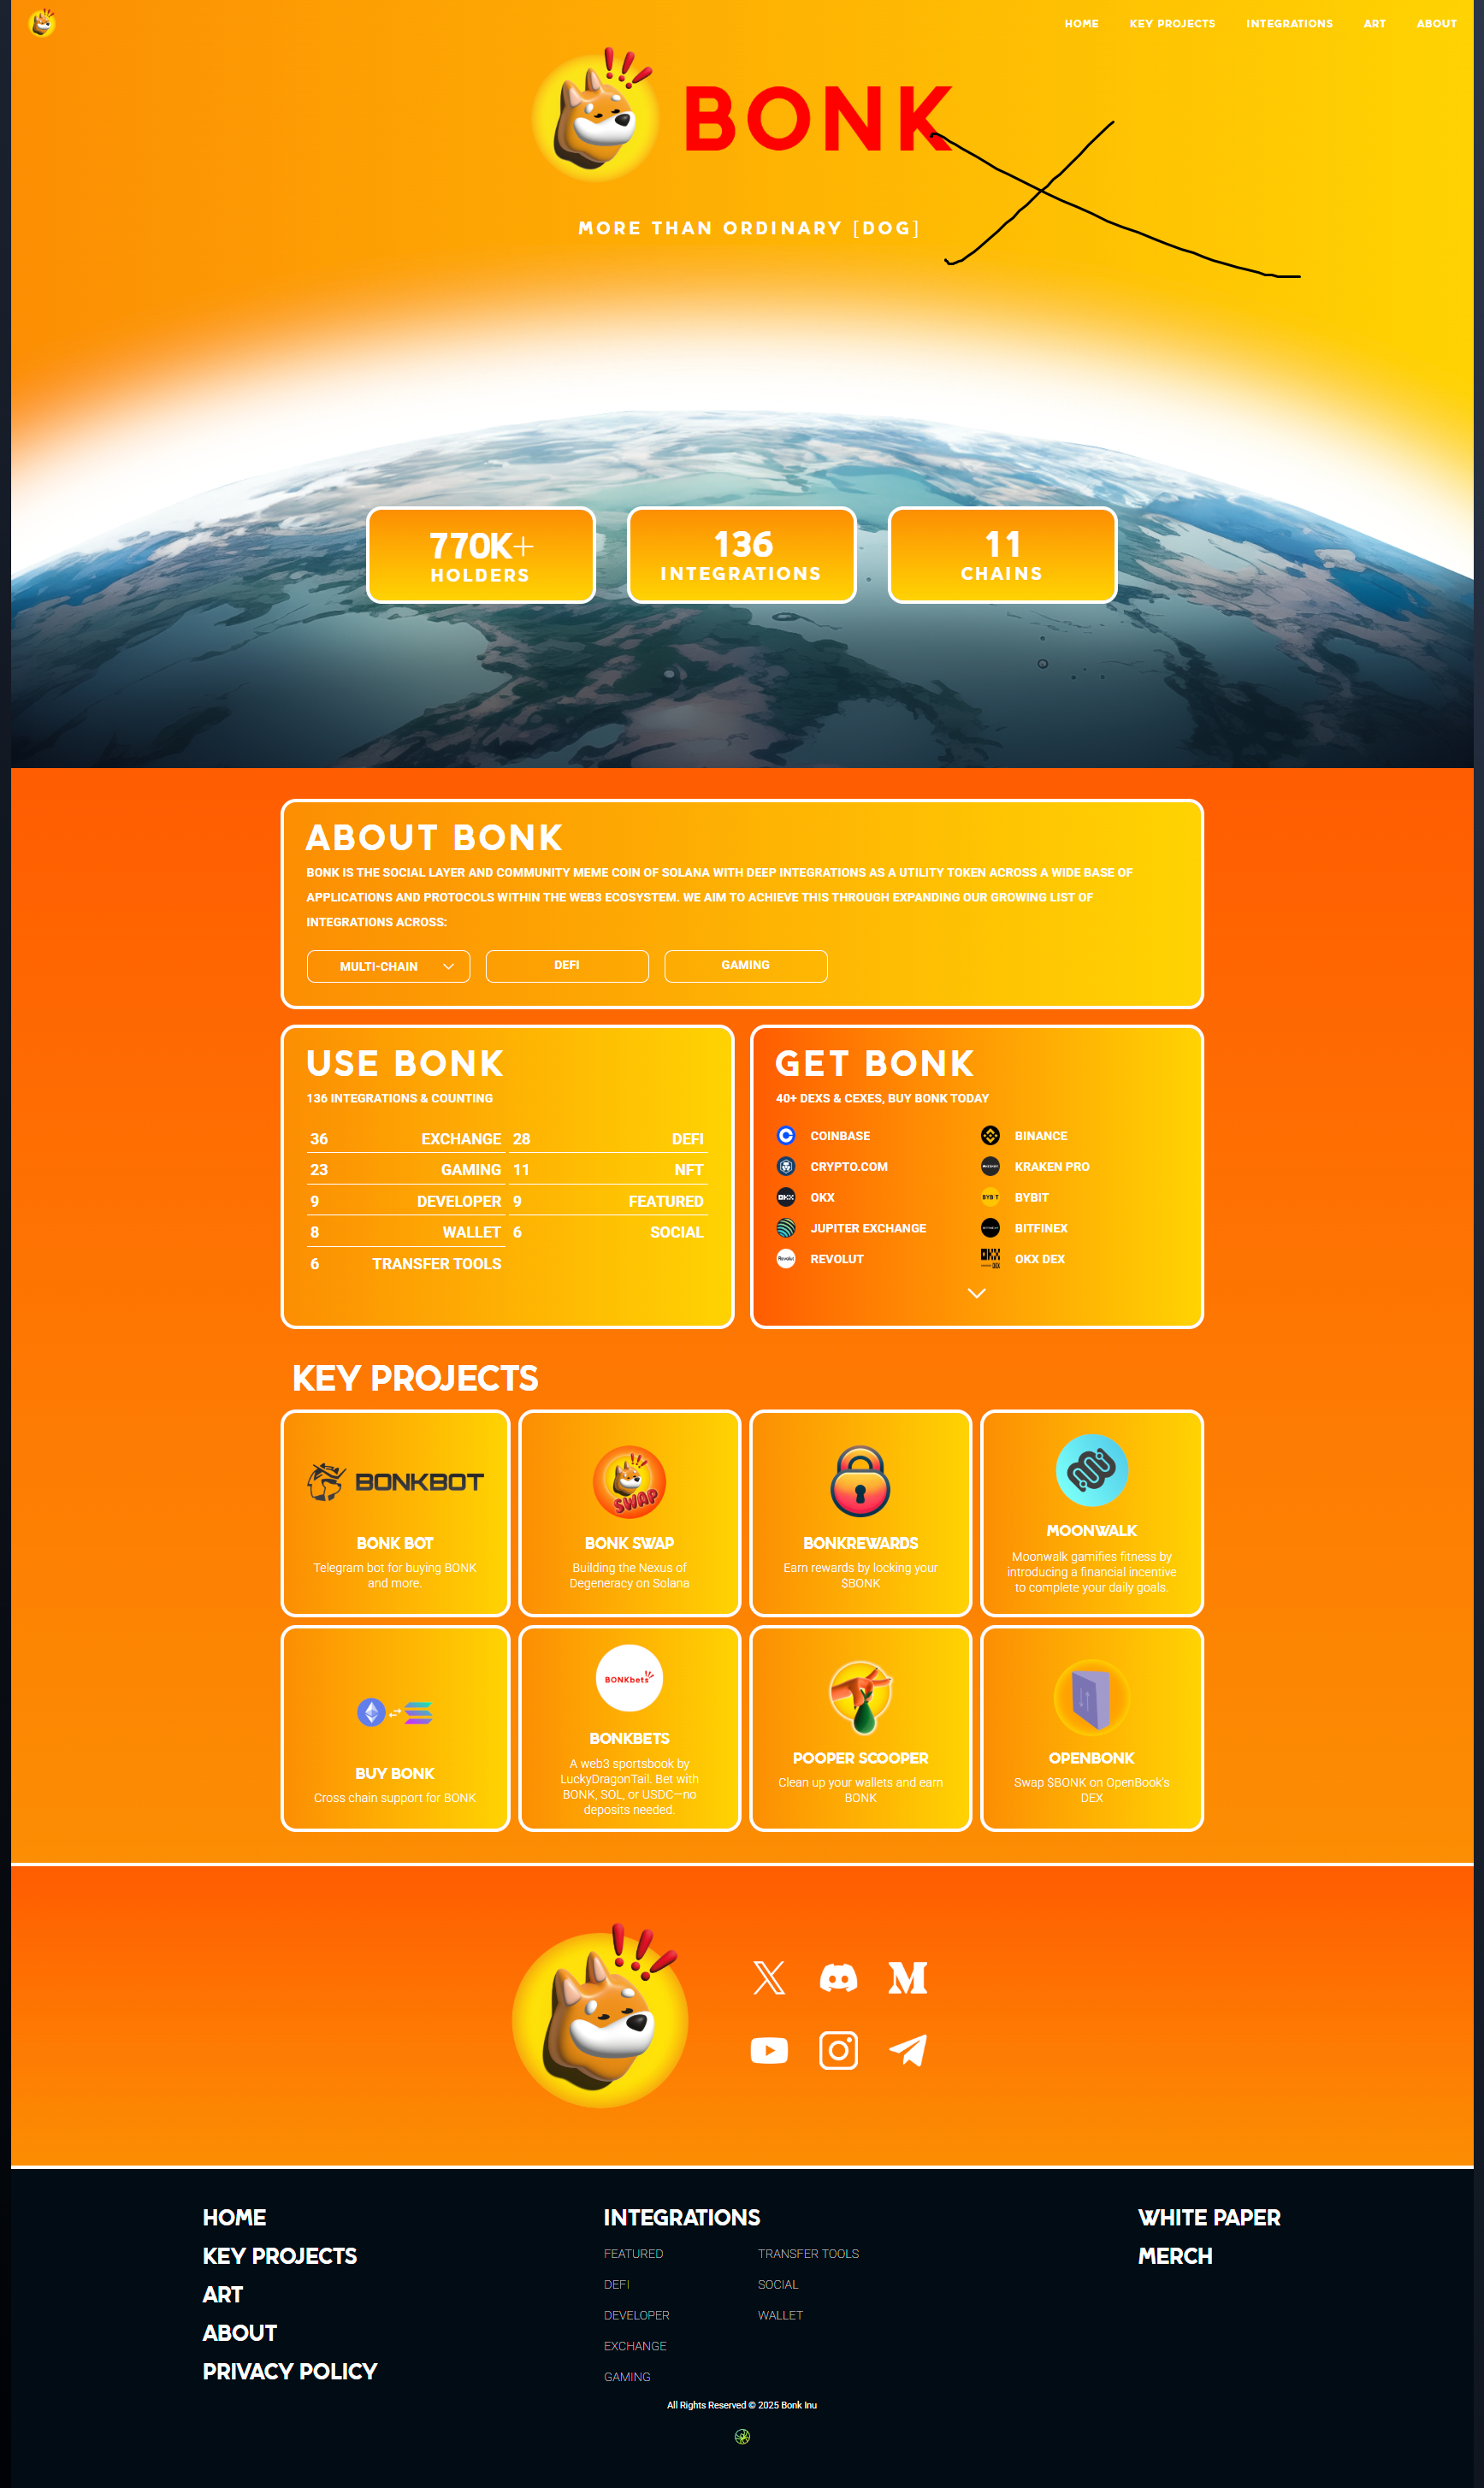 HOME KEY PROJECTS INTEGRATIONS ART ABOUT
BONK
MORE THAN ORDINARY [DOG]
770K+
HOLDERS
136
INTEGRATIONS
11
CHAINS
ABOUT BONK
BONK IS THE SOCIAL LAYER AND COMMUNITY MEME COIN OF SOLANA WITH DEEP INTEGRATIONS AS A UTILITY TOKEN ACROSS A WIDE BASE OF
APPLICATIONS AND PROTOCOLS WITHIN THE WEB3 ECOSYSTEM. WE AIM TO ACHIEVE THIS THROUGH EXPANDING OUR GROWING LIST OF
INTEGRATIONS ACROSS:
MULTI-CHAIN DEFI GAMING
USE BONK
136 INTEGRATIONS & COUNTING
36 EXCHANGE 28 DEFI
23 GAMING 11 NFT
9 DEVELOPER 9 FEATURED
8 WALLET 6 SOCIAL
6 TRANSFER TOOLS
GET BONK
40+ DEXS & CEXES, BUY BONK TODAY
COINBASE BINANCE
CRYPTO.COM KRAKEN PRO
OKX OKX BYBIT BYBIT
JUPITER EXCHANGE BITFINEX
Revolut REVOLUT OKX DEX OKX DEX
KEY PROJECTS
BONKBOT
BONK BOT
Telegram bot for buying BONK
and more.
SWAP
BONK SWAP
Building the Nexus of
Degeneracy on Solana
BONKREWARDS
Earn rewards by locking your
$BONK
MOONWALK
Moonwalk gamifies fitness by
introducing a financial incentive
to complete your daily goals.
BUY BONK
Cross chain support for BONK
BONKbets
BONKBETS
A web3 sportsbook by
LuckyDragonTail. Bet with
BONK, SOL, or USDC—no
deposits needed.
POOPER SCOOPER
Clean up your wallets and earn
BONK
OPENBONK
Swap $BONK on OpenBook's
DEX
HOME
KEY PROJECTS
ART
ABOUT
PRIVACY POLICY
INTEGRATIONS
FEATURED
DEFI
DEVELOPER
EXCHANGE
GAMING
TRANSFER TOOLS
SOCIAL
WALLET
WHITE PAPER
MERCH
All Rights Reserved © 2025 Bonk Inu